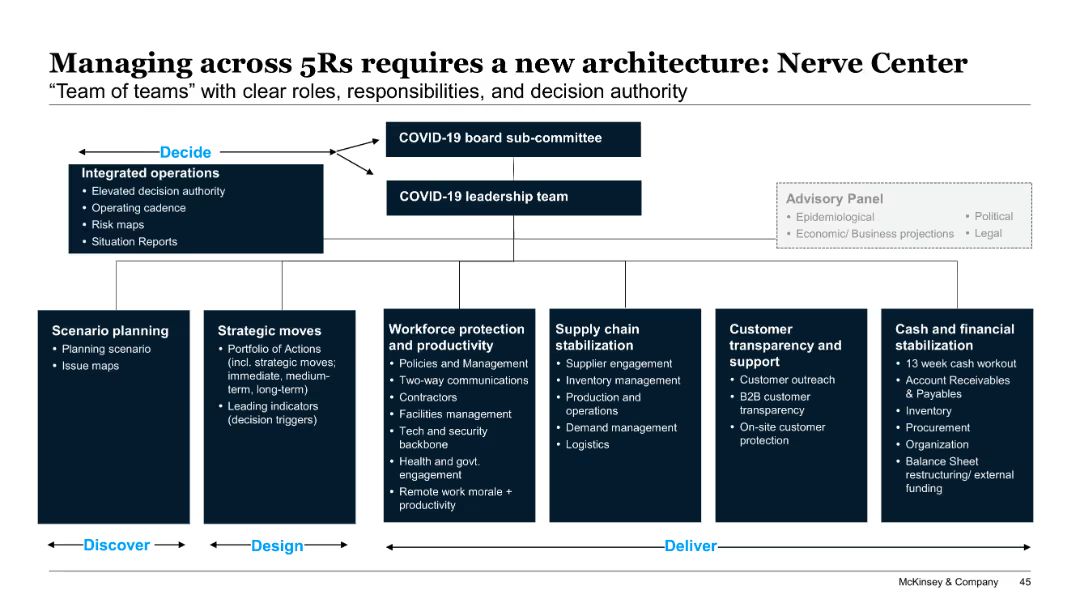 Managing across 5Rs requires a new architecture: Nerve Center
“Team of teams” with clear roles, responsibilities, and decision authority
Decide
COVID-19 board sub-committee
COVID-19 leadership team
Integrated operations
• Elevated decision authority
• Operating cadence
• Risk maps
• Situation Reports
Advisory Panel
• Epidemiological
• Economic/ Business projections
• Political
• Legal
Scenario planning
• Planning scenario
• Issue maps
Strategic moves
• Portfolio of Actions
(incl. strategic moves;
immediate, medium-
term, long-term)
• Leading indicators
(decision triggers)
Workforce protection
and productivity
• Policies and Management
• Two-way communications
• Contractors
• Facilities management
• Tech and security
backbone
• Health and govt.
engagement
• Remote work morale +
productivity
Supply chain
stabilization
• Supplier engagement
• Inventory management
• Production and
operations
• Demand management
• Logistics
Customer
transparency and
support
• Customer outreach
• B2B customer
transparency
• On-site customer
protection
Cash and financial
stabilization
• 13 week cash workout
• Account Receivables
& Payables
• Inventory
• Procurement
• Organization
• Balance Sheet
restructuring/ external
funding
Discover
Design
Deliver
McKinsey & Company 45